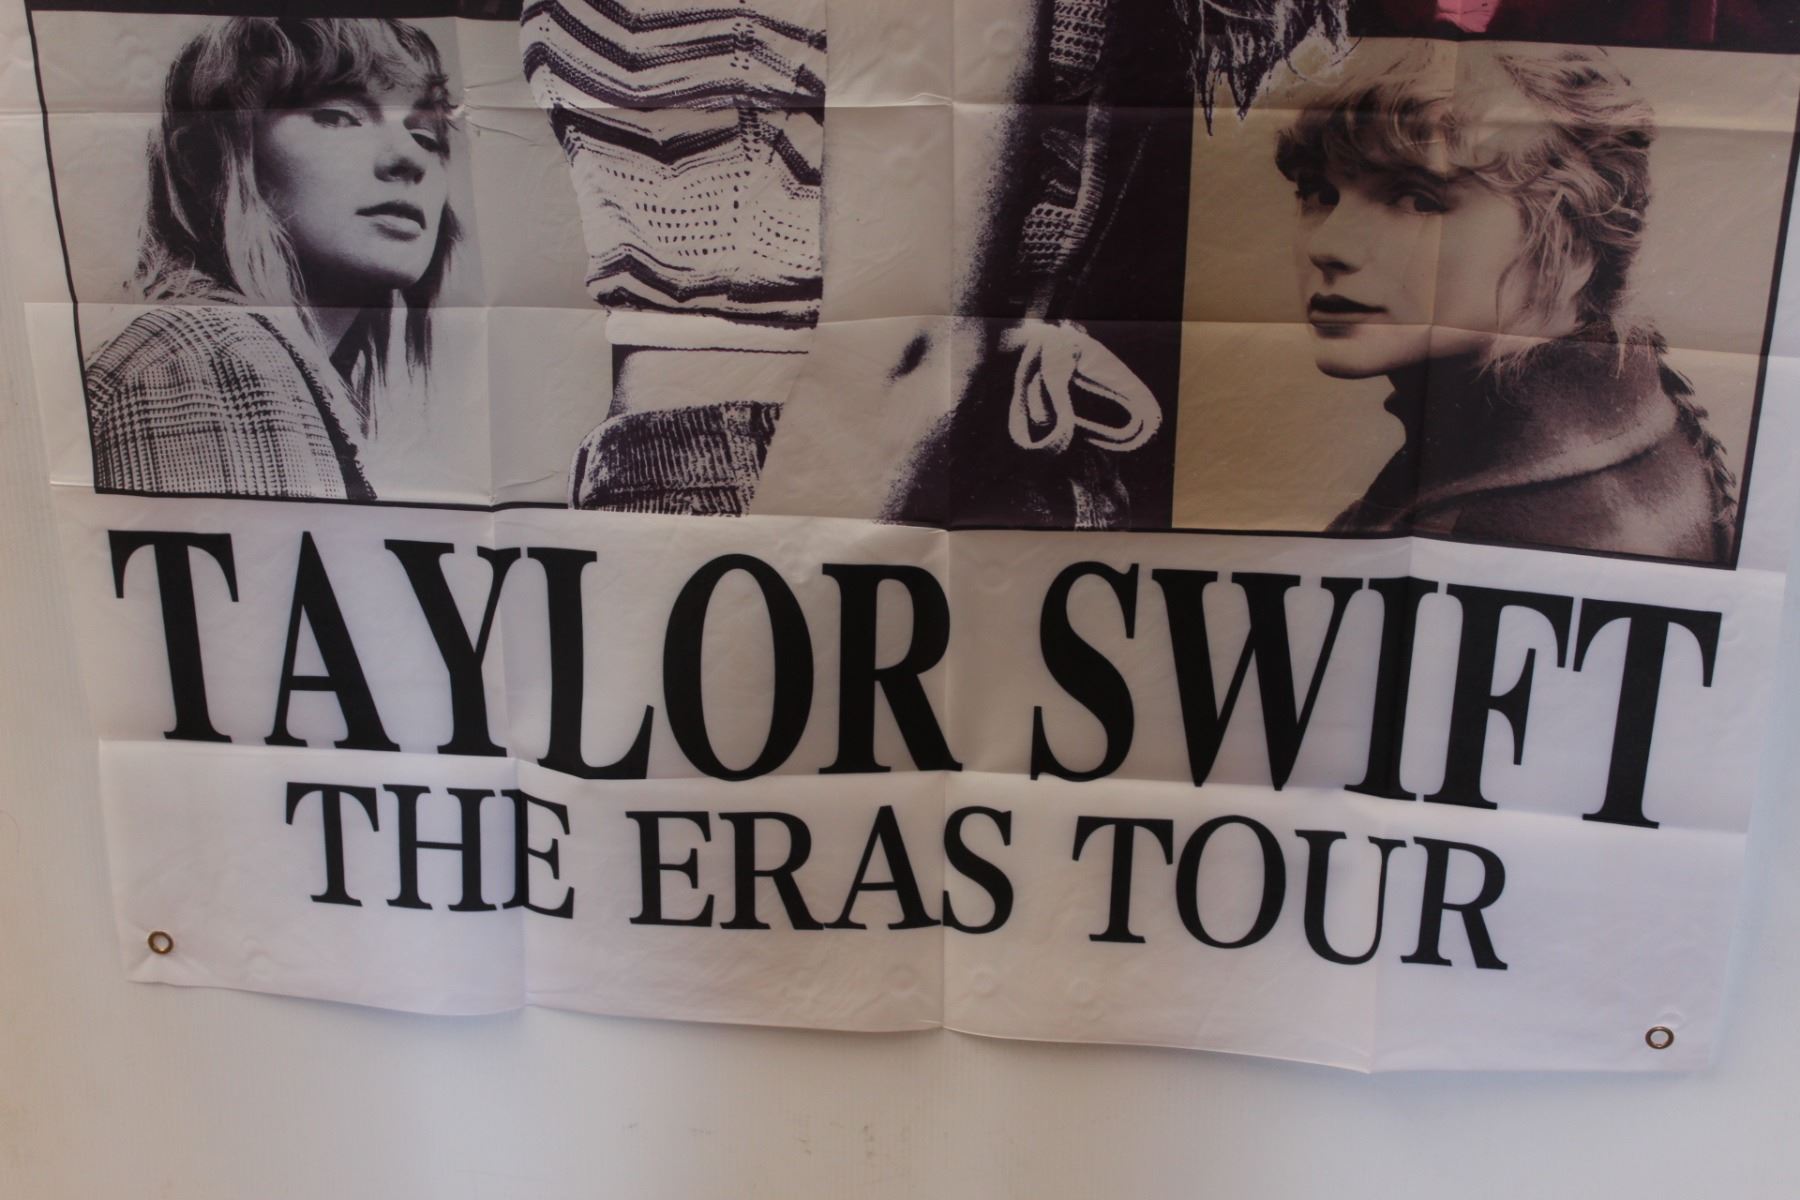 TAYLOR SWIFT
THE ERAS TOUR